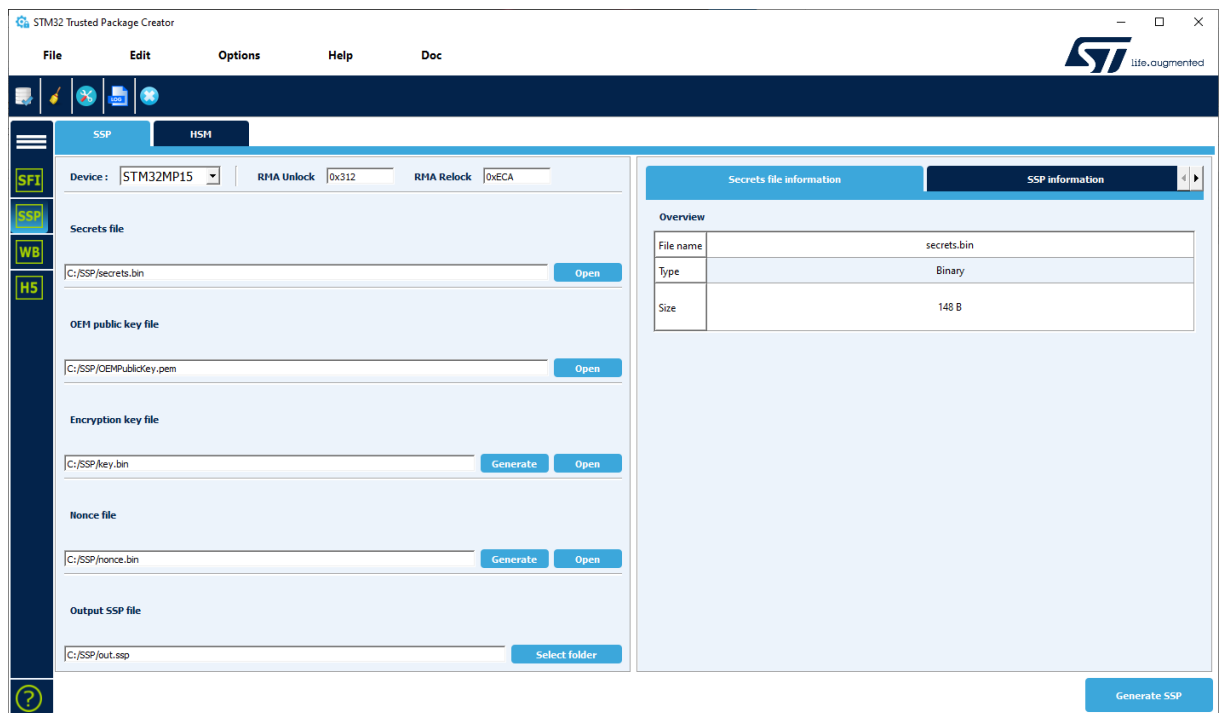 STM32 Trusted Package Creator
File Edit Options Help Doc
ST life.augmented
LOG
SSP HSM
SFI
SSP
WB
H5
Device : STM32MP15 RMA Unlock 0x312 RMA Relock 0xECA
Secrets file
C:/SSP/secrets.bin Open
OEM public key file
C:/SSP/OEMPublicKey.pem Open
Encryption key file
C:/SSP/key.bin Generate Open
Nonce file
C:/SSP/nonce.bin Generate Open
Output SSP file
C:/SSP/out.ssp Select folder
Secrets file information SSP information
Overview
File name secrets.bin
Type Binary
Size 148 B
?
Generate SSP